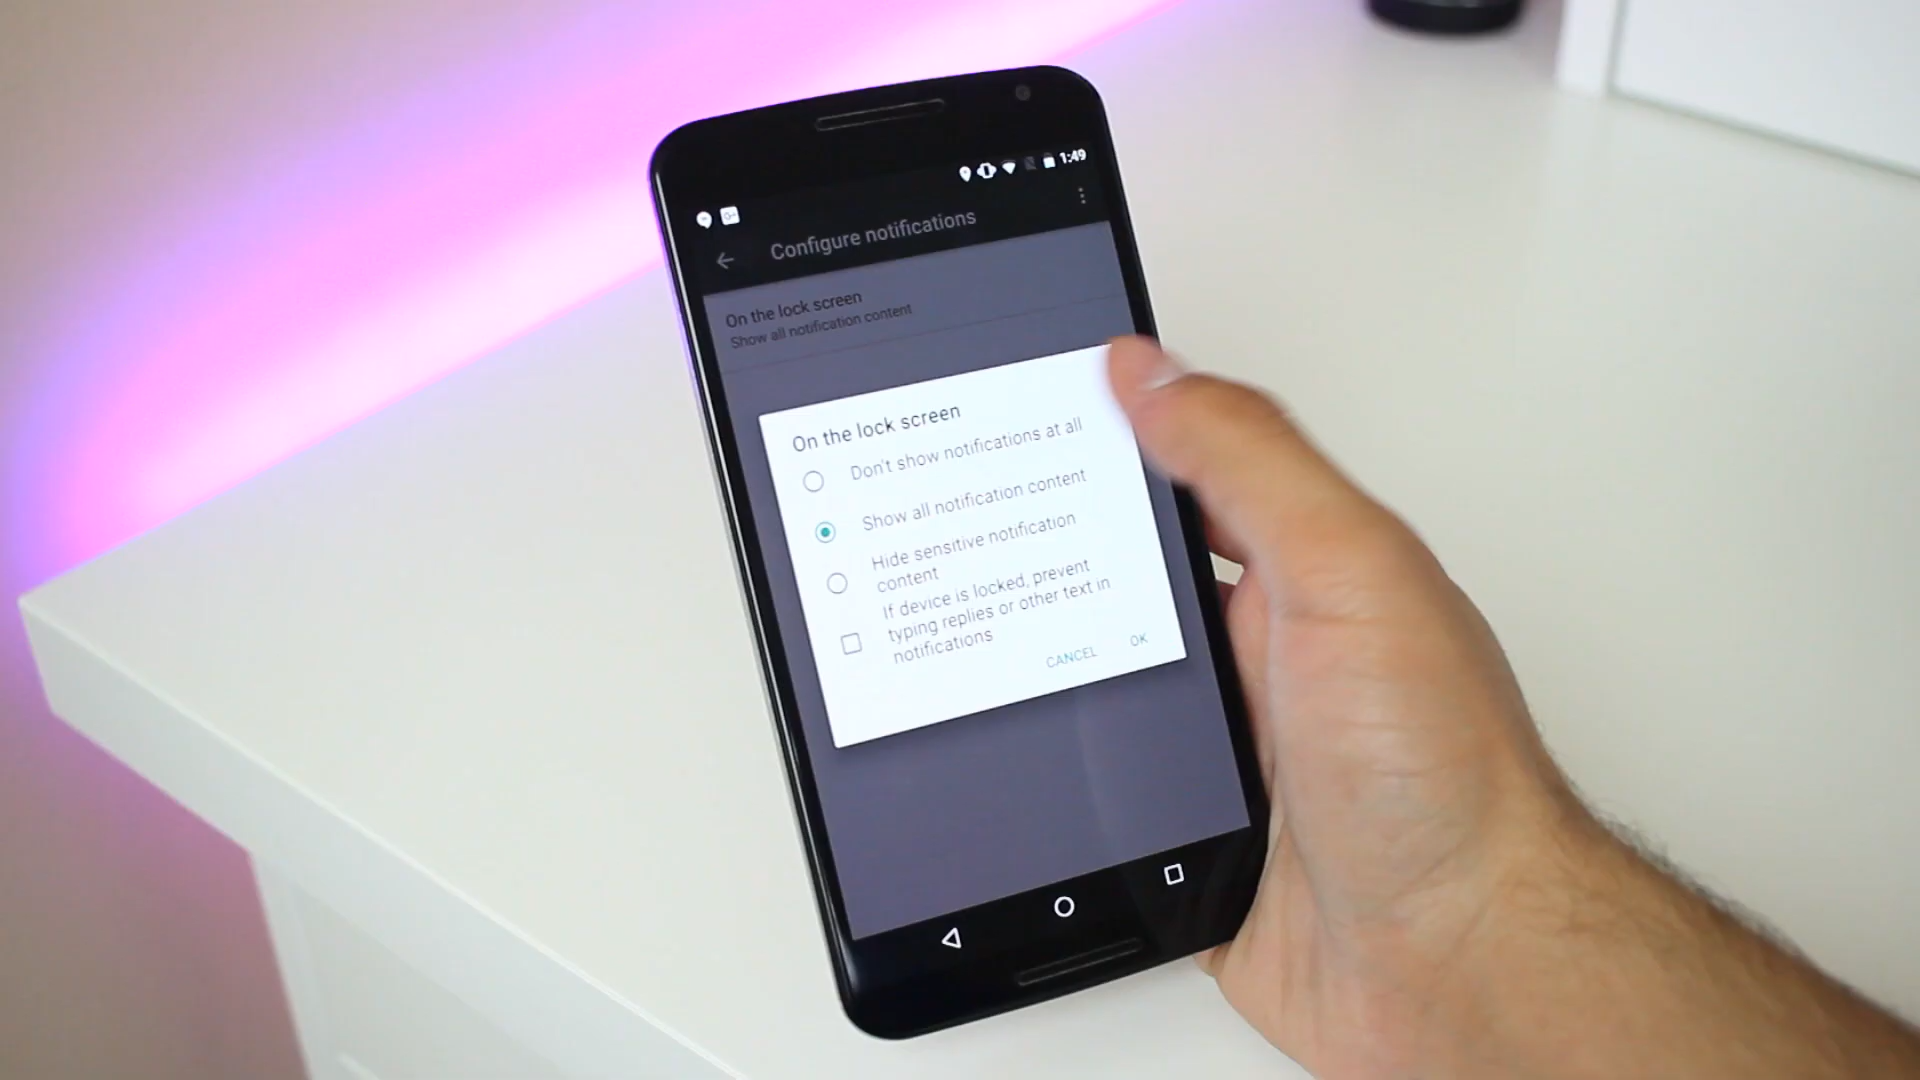 1:49
Configure notifications
On the lock screen
Show all notification content
On the lock screen
Don't show notifications at all
Show all notification content
Hide sensitive notification
content
If device is locked, prevent
typing replies or other text in
notifications
CANCEL OK